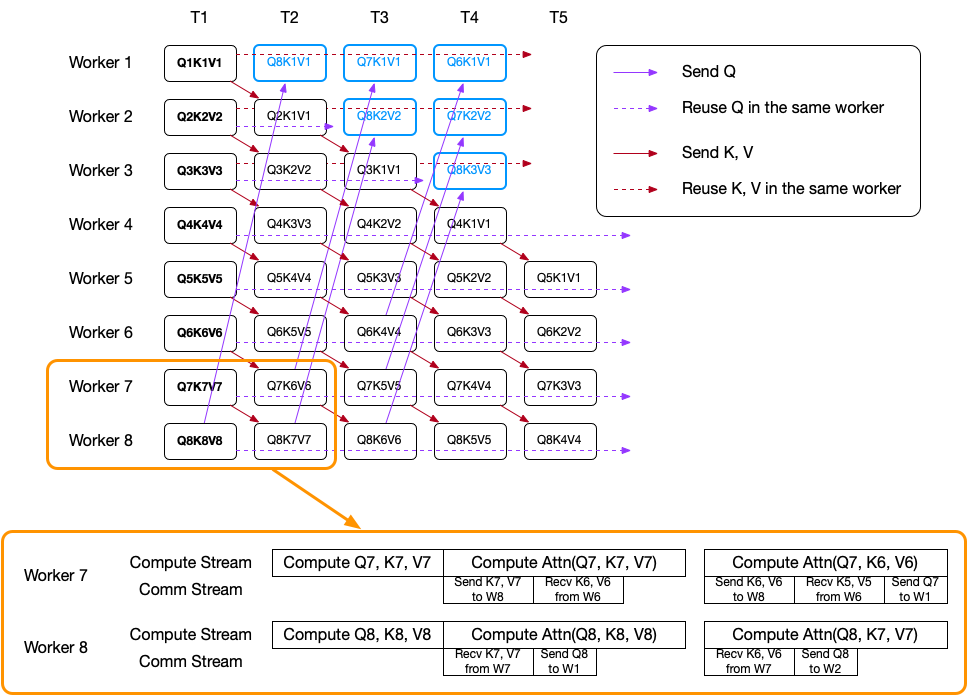 T1 T2 T3 T4 T5
Worker 1 Q1K1V1 Q8K1V1 Q7K1V1 Q6K1V1
Worker 2 Q2K2V2 Q2K1V1 Q8K2V2 Q7K2V2
Worker 3 Q3K3V3 Q3K2V2 Q3K1V1 Q8K3V3
Worker 4 Q4K4V4 Q4K3V3 Q4K2V2 Q4K1V1
Worker 5 Q5K5V5 Q5K4V4 Q5K3V3 Q5K2V2 Q5K1V1
Worker 6 Q6K6V6 Q6K5V5 Q6K4V4 Q6K3V3 Q6K2V2
Worker 7 Q7K7V7 Q7K6V6 Q7K5V5 Q7K4V4 Q7K3V3
Worker 8 Q8K8V8 Q8K7V7 Q8K6V6 Q8K5V5 Q8K4V4
Send Q
Reuse Q in the same worker
Send K, V
Reuse K, V in the same worker
Worker 7
Compute Stream Compute Q7, K7, V7 Compute Attn(Q7, K7, V7) Compute Attn(Q7, K6, V6)
Comm Stream
Send K7, V7
to W8
Recv K6, V6
from W6
Send K6, V6
to W8
Recv K5, V5
from W6
Send Q7
to W1
Worker 8
Compute Stream Compute Q8, K8, V8 Compute Attn(Q8, K8, V8) Compute Attn(Q8, K7, V7)
Comm Stream
Recv K7, V7
from W7
Send Q8
to W1
Recv K6, V6
from W7
Send Q8
to W2